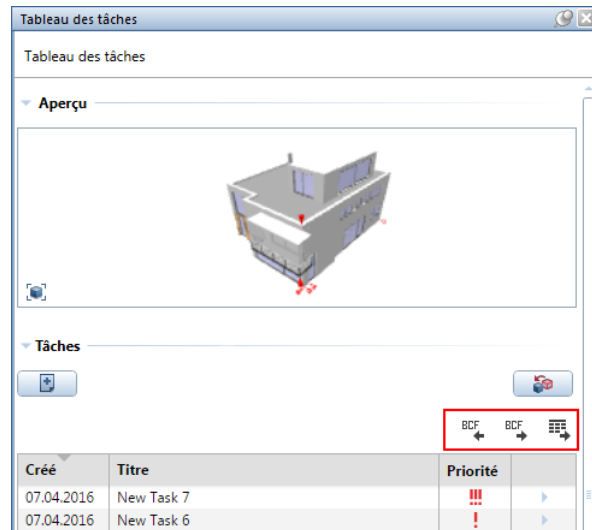 Tableau des tâches
Tableau des tâches
Aperçu
Tâches
BCF BCF
Créé Titre Priorité
07.04.2016 New Task 7 !!!
07.04.2016 New Task 6 !